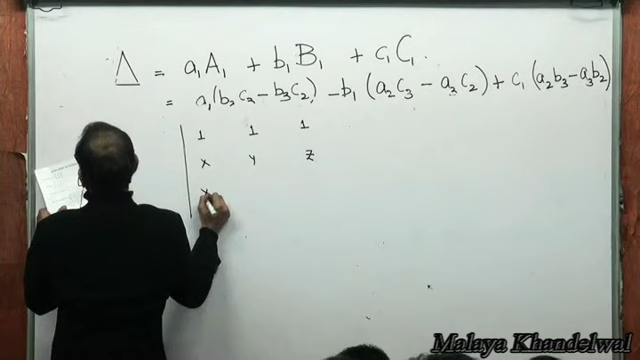 Δ = a₁A₁ + b₁B₁ + c₁C₁.
= a₁(b₂c₃ - b₃c₂) - b₁(a₂c₃ - a₃c₂) + c₁(a₂b₃ - a₃b₂)
1 1 1
x y z
x
Malaya Khandelwal